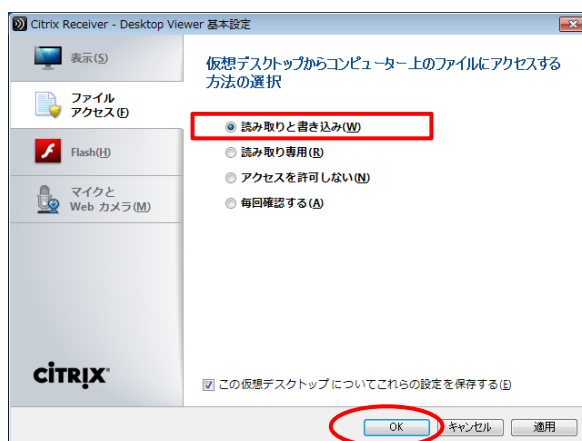 Citrix Receiver - Desktop Viewer 基本設定
表示(S)
ファイル
アクセス(F)
Flash(H)
マイクと
Web カメラ(M)
CİTRIX
仮想デスクトップからコンピューター上のファイルにアクセスする
方法の選択
読み取りと書き込み(W)
読み取り専用(R)
アクセスを許可しない(N)
毎回確認する(A)
この仮想デスクトップについてこれらの設定を保存する(E)
OK
キャンセル
適用